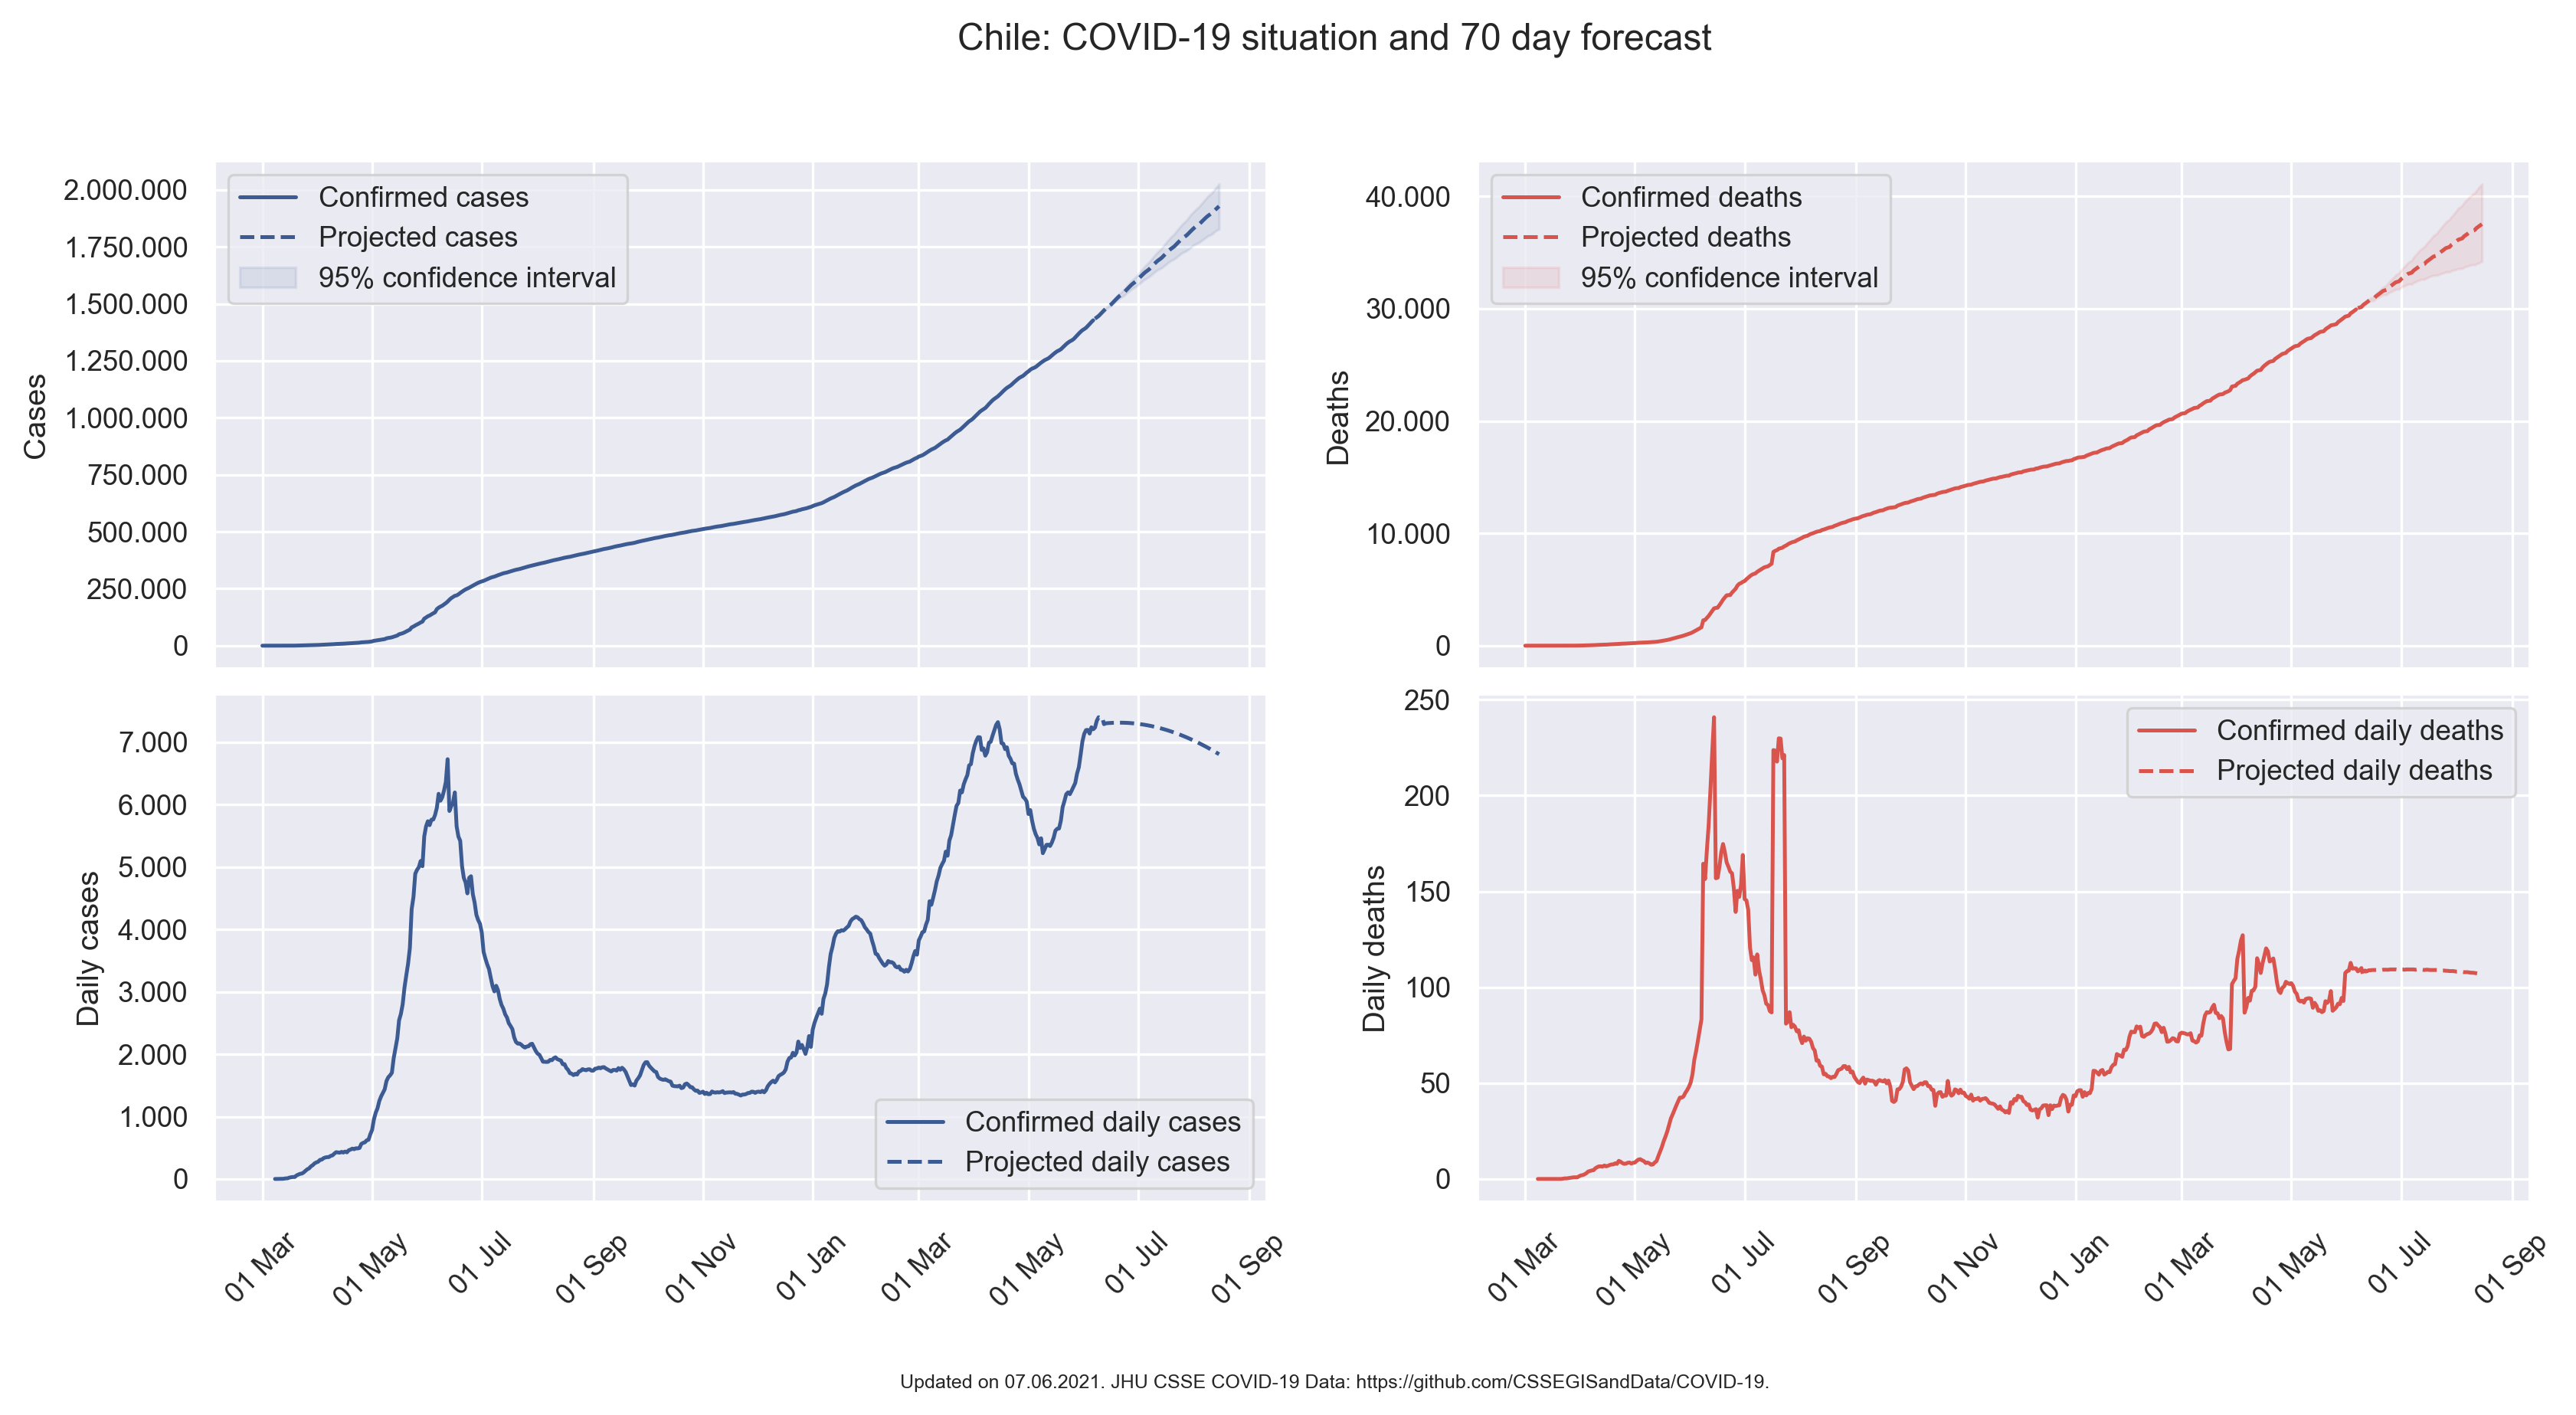 Chile: COVID-19 situation and 70 day forecast
Confirmed cases
Projected cases
95% confidence interval
2.000.000
1.750.000
1.500.000
1.250.000
1.000.000
750.000
500.000
250.000
0
Cases
Confirmed deaths
Projected deaths
95% confidence interval
40.000
30.000
20.000
10.000
0
Deaths
7.000
6.000
5.000
4.000
3.000
2.000
1.000
0
Daily cases
Confirmed daily cases
Projected daily cases
01 Mar
01 May
01 Jul
01 Sep
01 Nov
01 Jan
01 Mar
01 May
01 Jul
01 Sep
250
200
150
100
50
0
Daily deaths
Confirmed daily deaths
Projected daily deaths
01 Mar
01 May
01 Jul
01 Sep
01 Nov
01 Jan
01 Mar
01 May
01 Jul
01 Sep
Updated on 07.06.2021. JHU CSSE COVID-19 Data: https://github.com/CSSEGISandData/COVID-19.